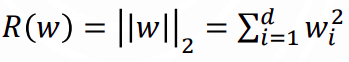 R(w) = ||w||₂ = ∑ᵢ₌₁ᵈ wᵢ²